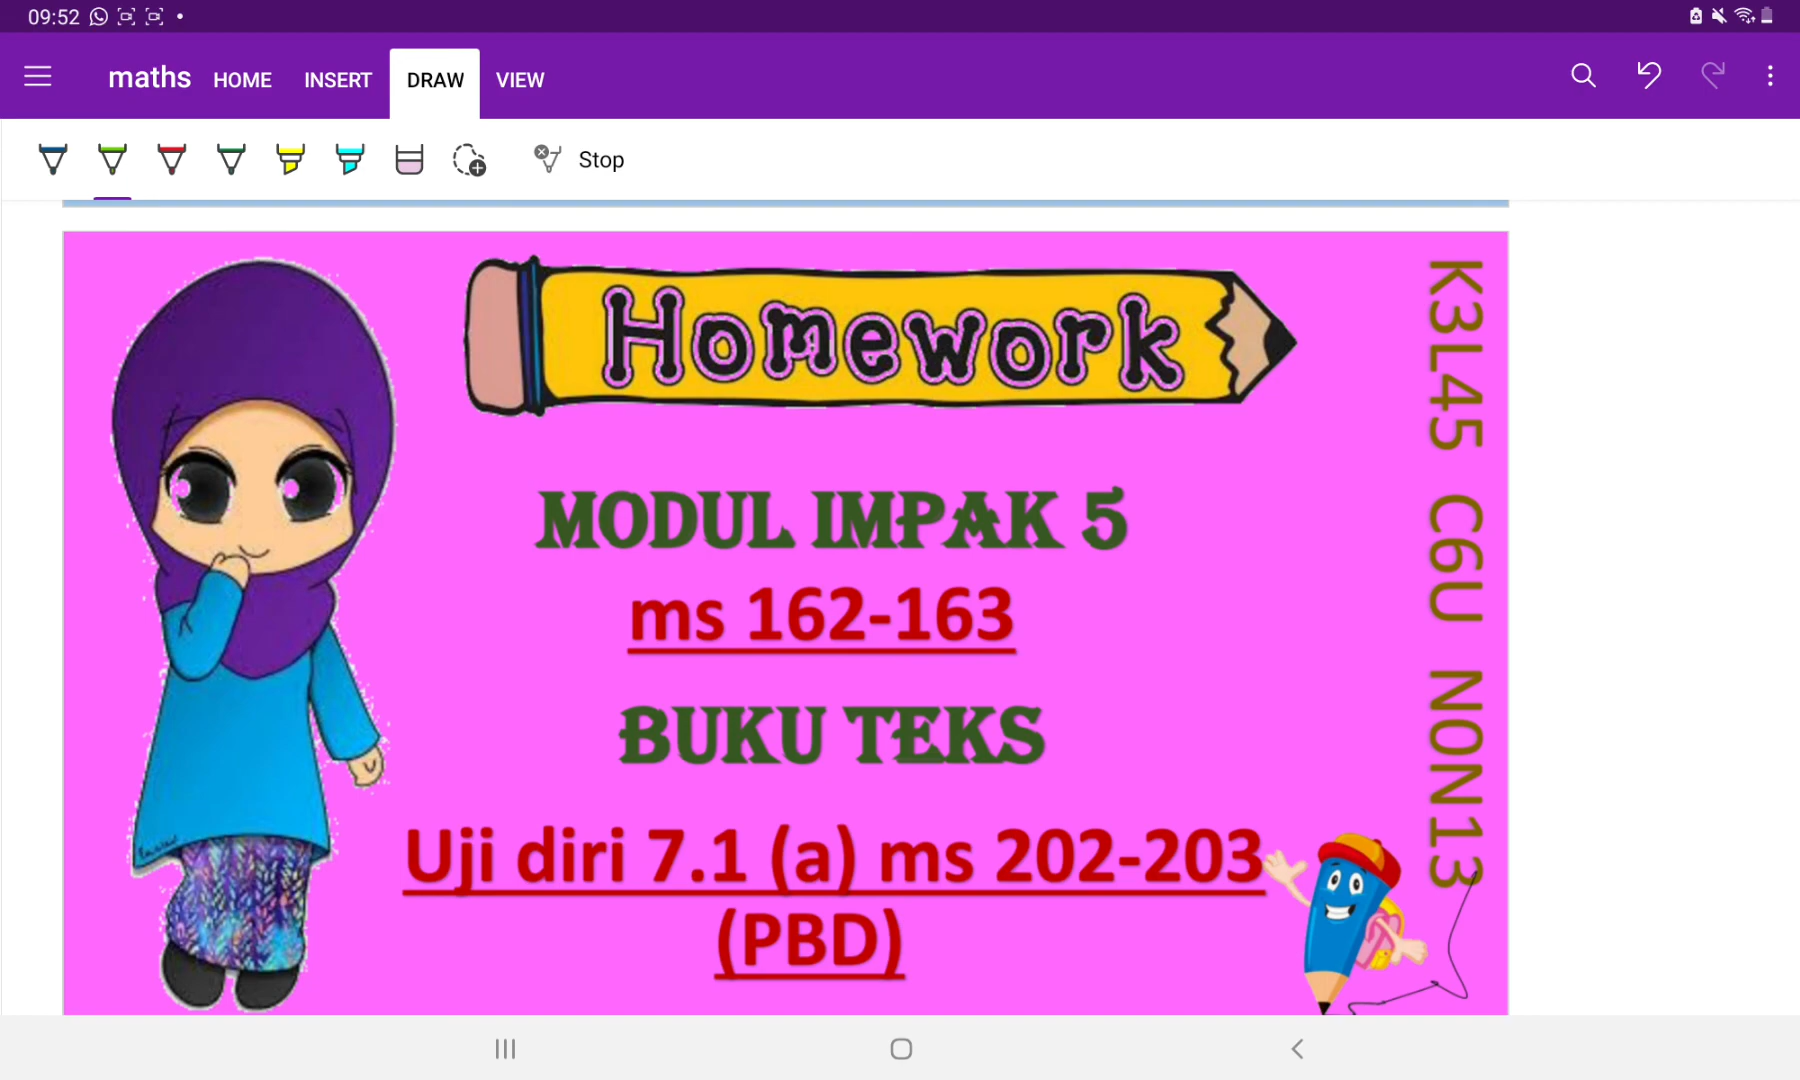 09:52
maths HOME INSERT DRAW VIEW
Stop
Homework
MODUL IMPAK 5
ms 162-163
BUKU TEKS
Uji diri 7.1 (a) ms 202-203
(PBD)
K3L45 C6U N0N13